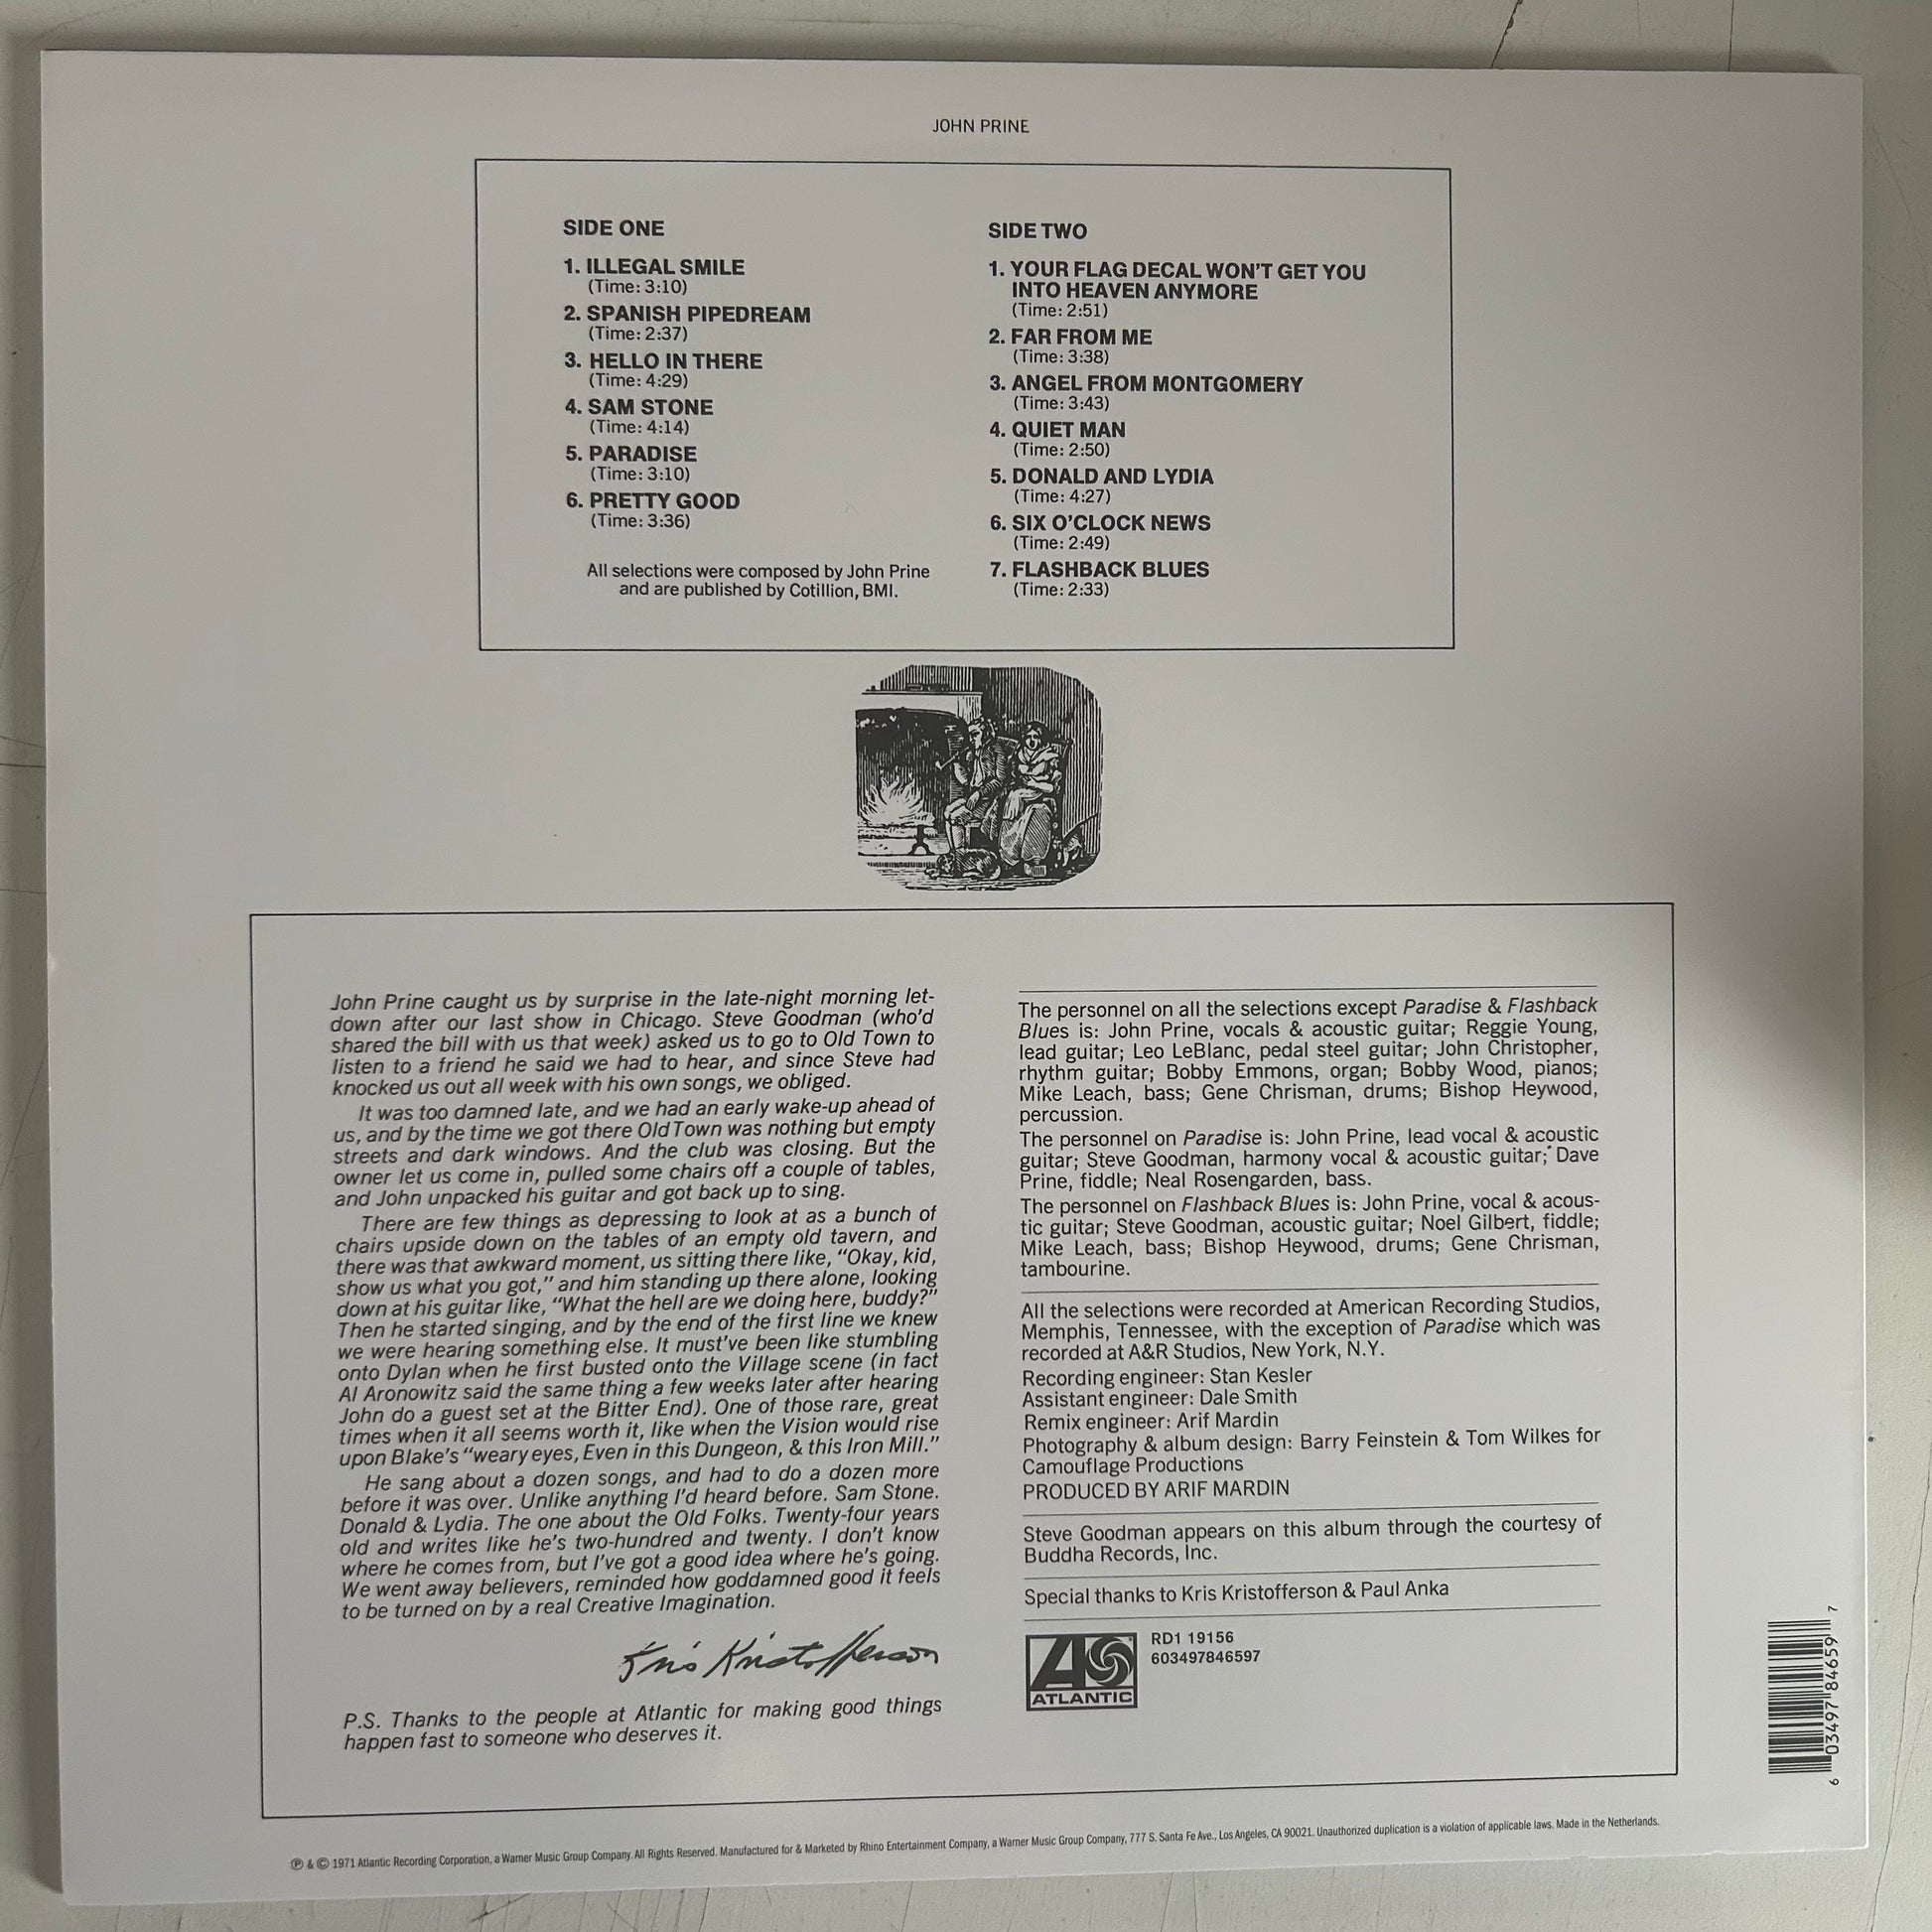 JOHN PRINE
SIDE ONE
1. ILLEGAL SMILE
(Time: 3:10)
2. SPANISH PIPEDREAM
(Time: 2:37)
3. HELLO IN THERE
(Time: 4:29)
4. SAM STONE
(Time: 4:14)
5. PARADISE
(Time: 3:10)
6. PRETTY GOOD
(Time: 3:36)
All selections were composed by John Prine
and are published by Cotillion, BMI.
SIDE TWO
1. YOUR FLAG DECAL WON'T GET YOU
INTO HEAVEN ANYMORE
(Time: 2:51)
2. FAR FROM ME
(Time: 3:38)
3. ANGEL FROM MONTGOMERY
(Time: 3:43)
4. QUIET MAN
(Time: 2:50)
5. DONALD AND LYDIA
(Time: 4:27)
6. SIX O'CLOCK NEWS
(Time: 2:49)
7. FLASHBACK BLUES
(Time: 2:33)
John Prine caught us by surprise in the late-night morning let-
down after our last show in Chicago. Steve Goodman (who'd
shared the bill with us that week) asked us to go to Old Town to
listen to a friend he said we had to hear, and since Steve had
knocked us out all week with his own songs, we obliged.
It was too damned late, and we had an early wake-up ahead of
us, and by the time we got there Old Town was nothing but empty
streets and dark windows. And the club was closing. But the
owner let us come in, pulled some chairs off a couple of tables,
and John unpacked his guitar and got back up to sing.
There are few things as depressing to look at as a bunch of
chairs upside down on the tables of an empty old tavern, and
there was that awkward moment, us sitting there like, "Okay, kid,
show us what you got," and him standing up there alone, looking
down at his guitar like, "What the hell are we doing here, buddy?"
Then he started singing, and by the end of the first line we knew
we were hearing something else. It must've been like stumbling
onto Dylan when he first busted onto the Village scene (in fact
Al Aronowitz said the same thing a few weeks later after hearing
John do a guest set at the Bitter End). One of those rare, great
times when it all seems worth it, like when the Vision would rise
upon Blake's "weary eyes, Even in this Dungeon, & this Iron Mill."
He sang about a dozen songs, and had to do a dozen more
before it was over. Unlike anything I'd heard before. Sam Stone.
Donald & Lydia. The one about the Old Folks. Twenty-four years
old and writes like he's two-hundred and twenty. I don't know
where he comes from, but I've got a good idea where he's going.
We went away believers, reminded how goddamned good it feels
to be turned on by a real Creative Imagination.
Kris Kristofferson
P.S. Thanks to the people at Atlantic for making good things
happen fast to someone who deserves it.
The personnel on all the selections except Paradise & Flashback
Blues is: John Prine, vocals & acoustic guitar; Reggie Young,
lead guitar; Leo LeBlanc, pedal steel guitar; John Christopher,
rhythm guitar; Bobby Emmons, organ; Bobby Wood, pianos;
Mike Leach, bass; Gene Chrisman, drums; Bishop Heywood,
percussion.
The personnel on Paradise is: John Prine, lead vocal & acoustic
guitar; Steve Goodman, harmony vocal & acoustic guitar; Dave
Prine, fiddle; Neal Rosengarden, bass.
The personnel on Flashback Blues is: John Prine, vocal & acous-
tic guitar; Steve Goodman, acoustic guitar; Noel Gilbert, fiddle;
Mike Leach, bass; Bishop Heywood, drums; Gene Chrisman,
tambourine.
All the selections were recorded at American Recording Studios,
Memphis, Tennessee, with the exception of Paradise which was
recorded at A&R Studios, New York, N.Y.
Recording engineer: Stan Kesler
Assistant engineer: Dale Smith
Remix engineer: Arif Mardin
Photography & album design: Barry Feinstein & Tom Wilkes for
Camouflage Productions
PRODUCED BY ARIF MARDIN
Steve Goodman appears on this album through the courtesy of
Buddha Records, Inc.
Special thanks to Kris Kristofferson & Paul Anka
ATLANTIC
RD1 19156
603497846597
6 03497 84659 7
Ⓟ & © 1971 Atlantic Recording Corporation, a Warner Music Group Company. All Rights Reserved. Manufactured for & Marketed by Rhino Entertainment Company, a Warner Music Group Company, 777 S. Santa Fe Ave., Los Angeles, CA 90021. Unauthorized duplication is a violation of applicable laws. Made in the Netherlands.